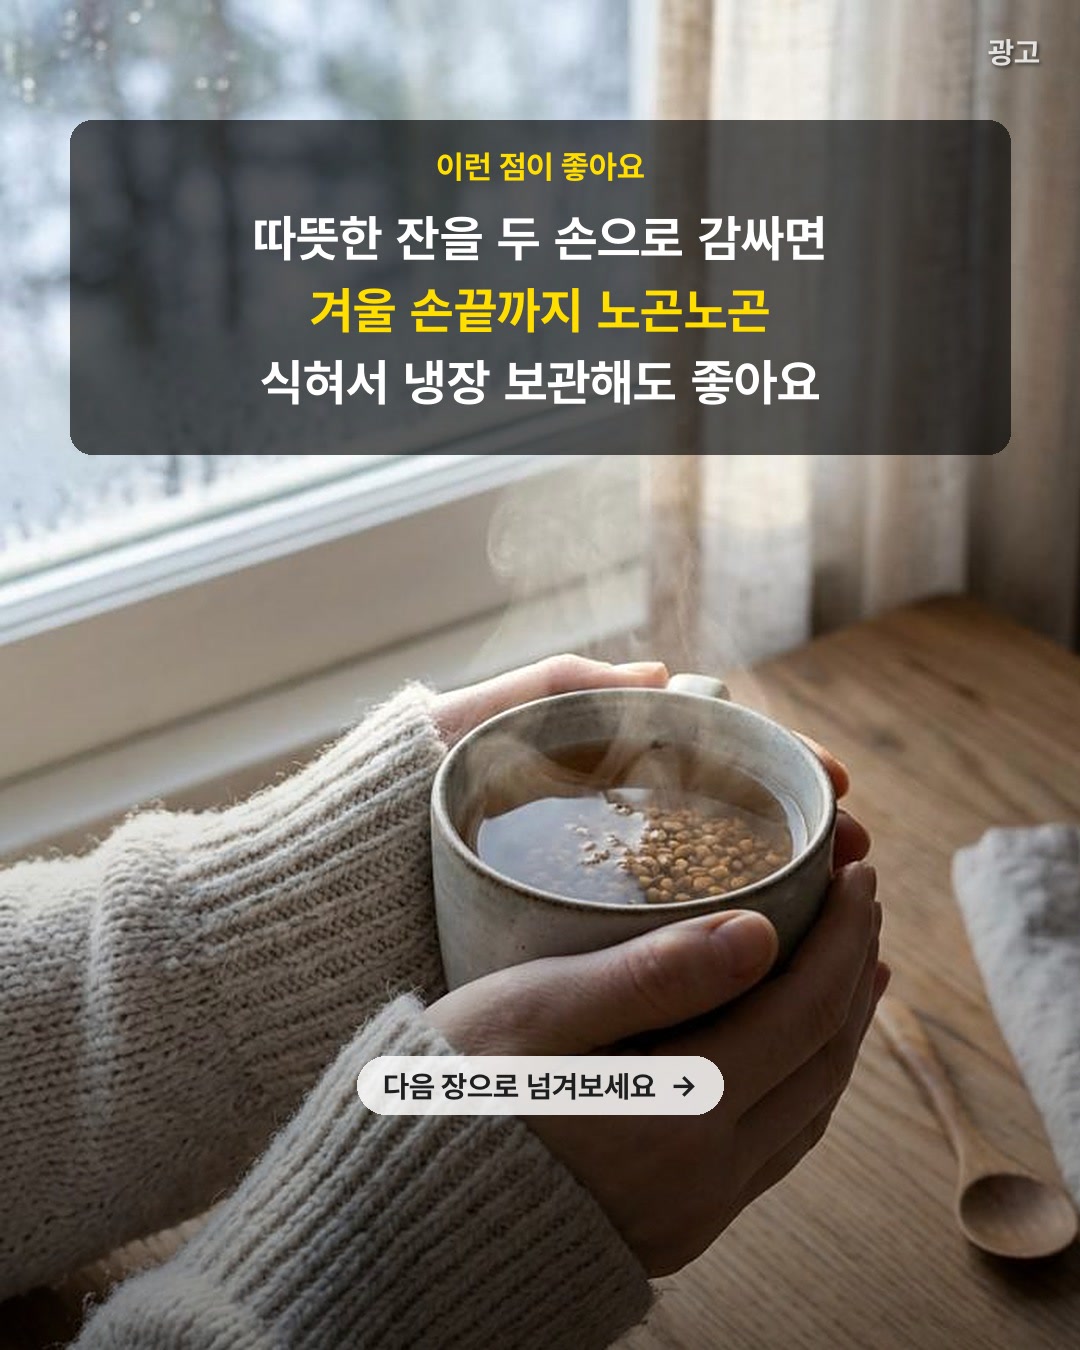 광고
이런 점이 좋아요
따뜻한 잔을 두 손으로 감싸면
겨울 손끝까지 노곤노곤
식혀서 냉장 보관해도 좋아요
다음 장으로 넘겨보세요 →